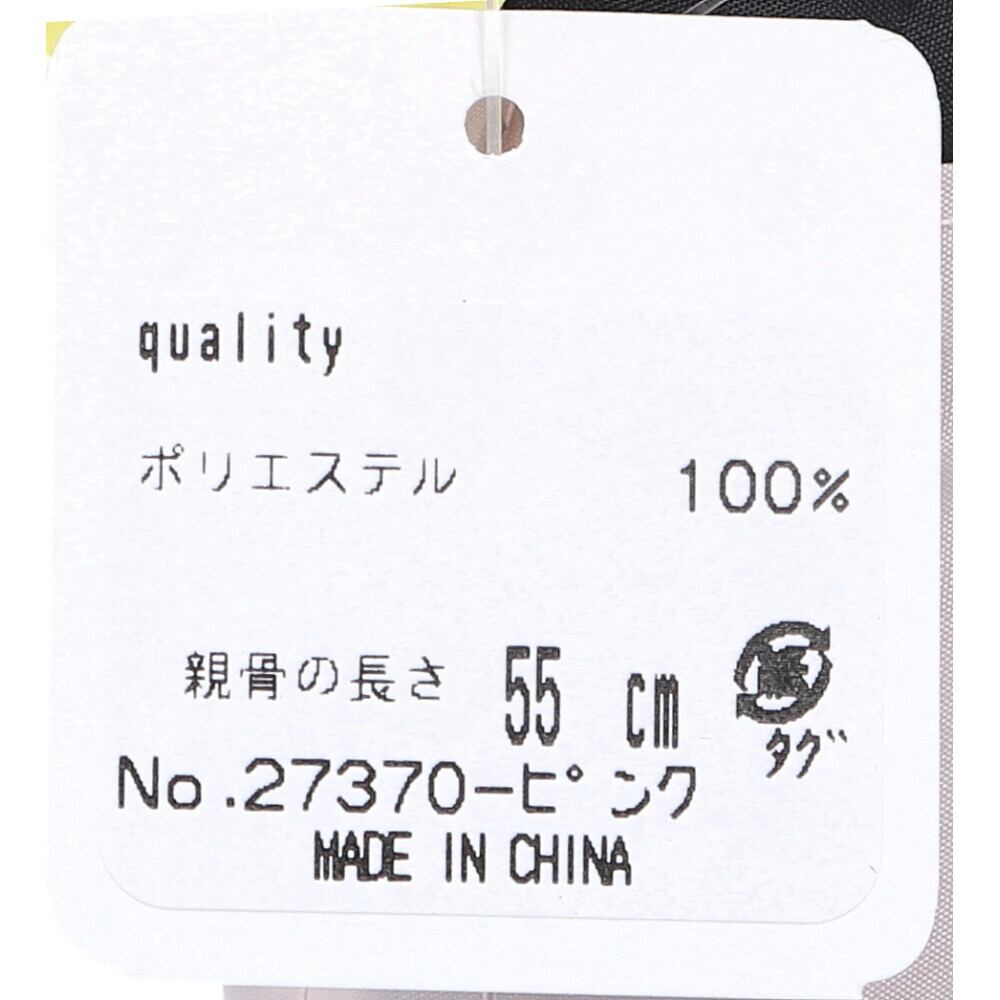 quality
ポリエステル 100%
親骨の長さ 55 cm
タグ
No.27370-ピンク
MADE IN CHINA